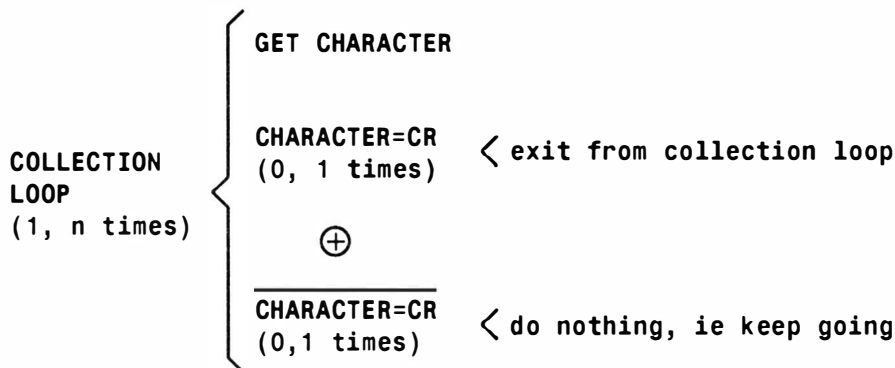 GET CHARACTER
CHARACTER=CR < exit from collection loop
(0, 1 times)
COLLECTION
LOOP
(1, n times)
⊕
CHARACTER=CR < do nothing, ie keep going
(0,1 times)